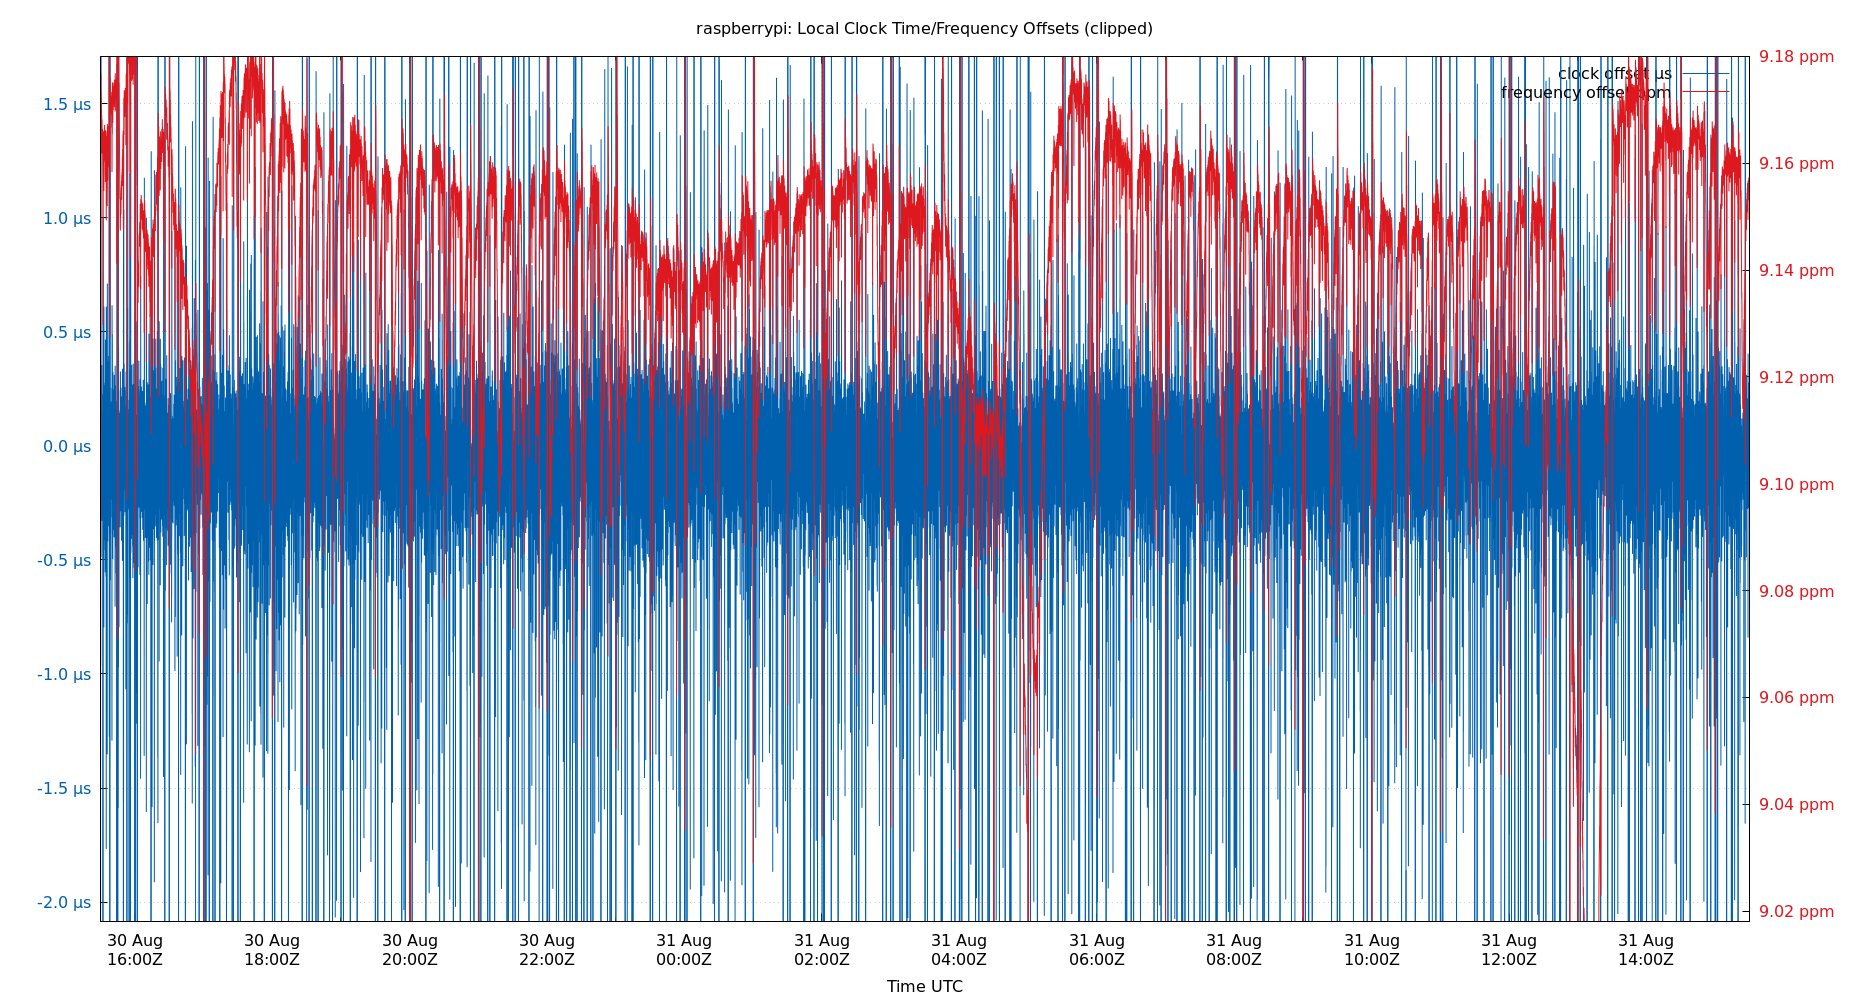 raspberrypi: Local Clock Time/Frequency Offsets (clipped)
clock offset µs
frequency offset ppm
1.5 µs
1.0 µs
0.5 µs
0.0 µs
-0.5 µs
-1.0 µs
-1.5 µs
-2.0 µs
9.18 ppm
9.16 ppm
9.14 ppm
9.12 ppm
9.10 ppm
9.08 ppm
9.06 ppm
9.04 ppm
9.02 ppm
30 Aug 30 Aug 30 Aug 30 Aug 31 Aug 31 Aug 31 Aug 31 Aug 31 Aug 31 Aug 31 Aug 31 Aug
16:00Z 18:00Z 20:00Z 22:00Z 00:00Z 02:00Z 04:00Z 06:00Z 08:00Z 10:00Z 12:00Z 14:00Z
Time UTC